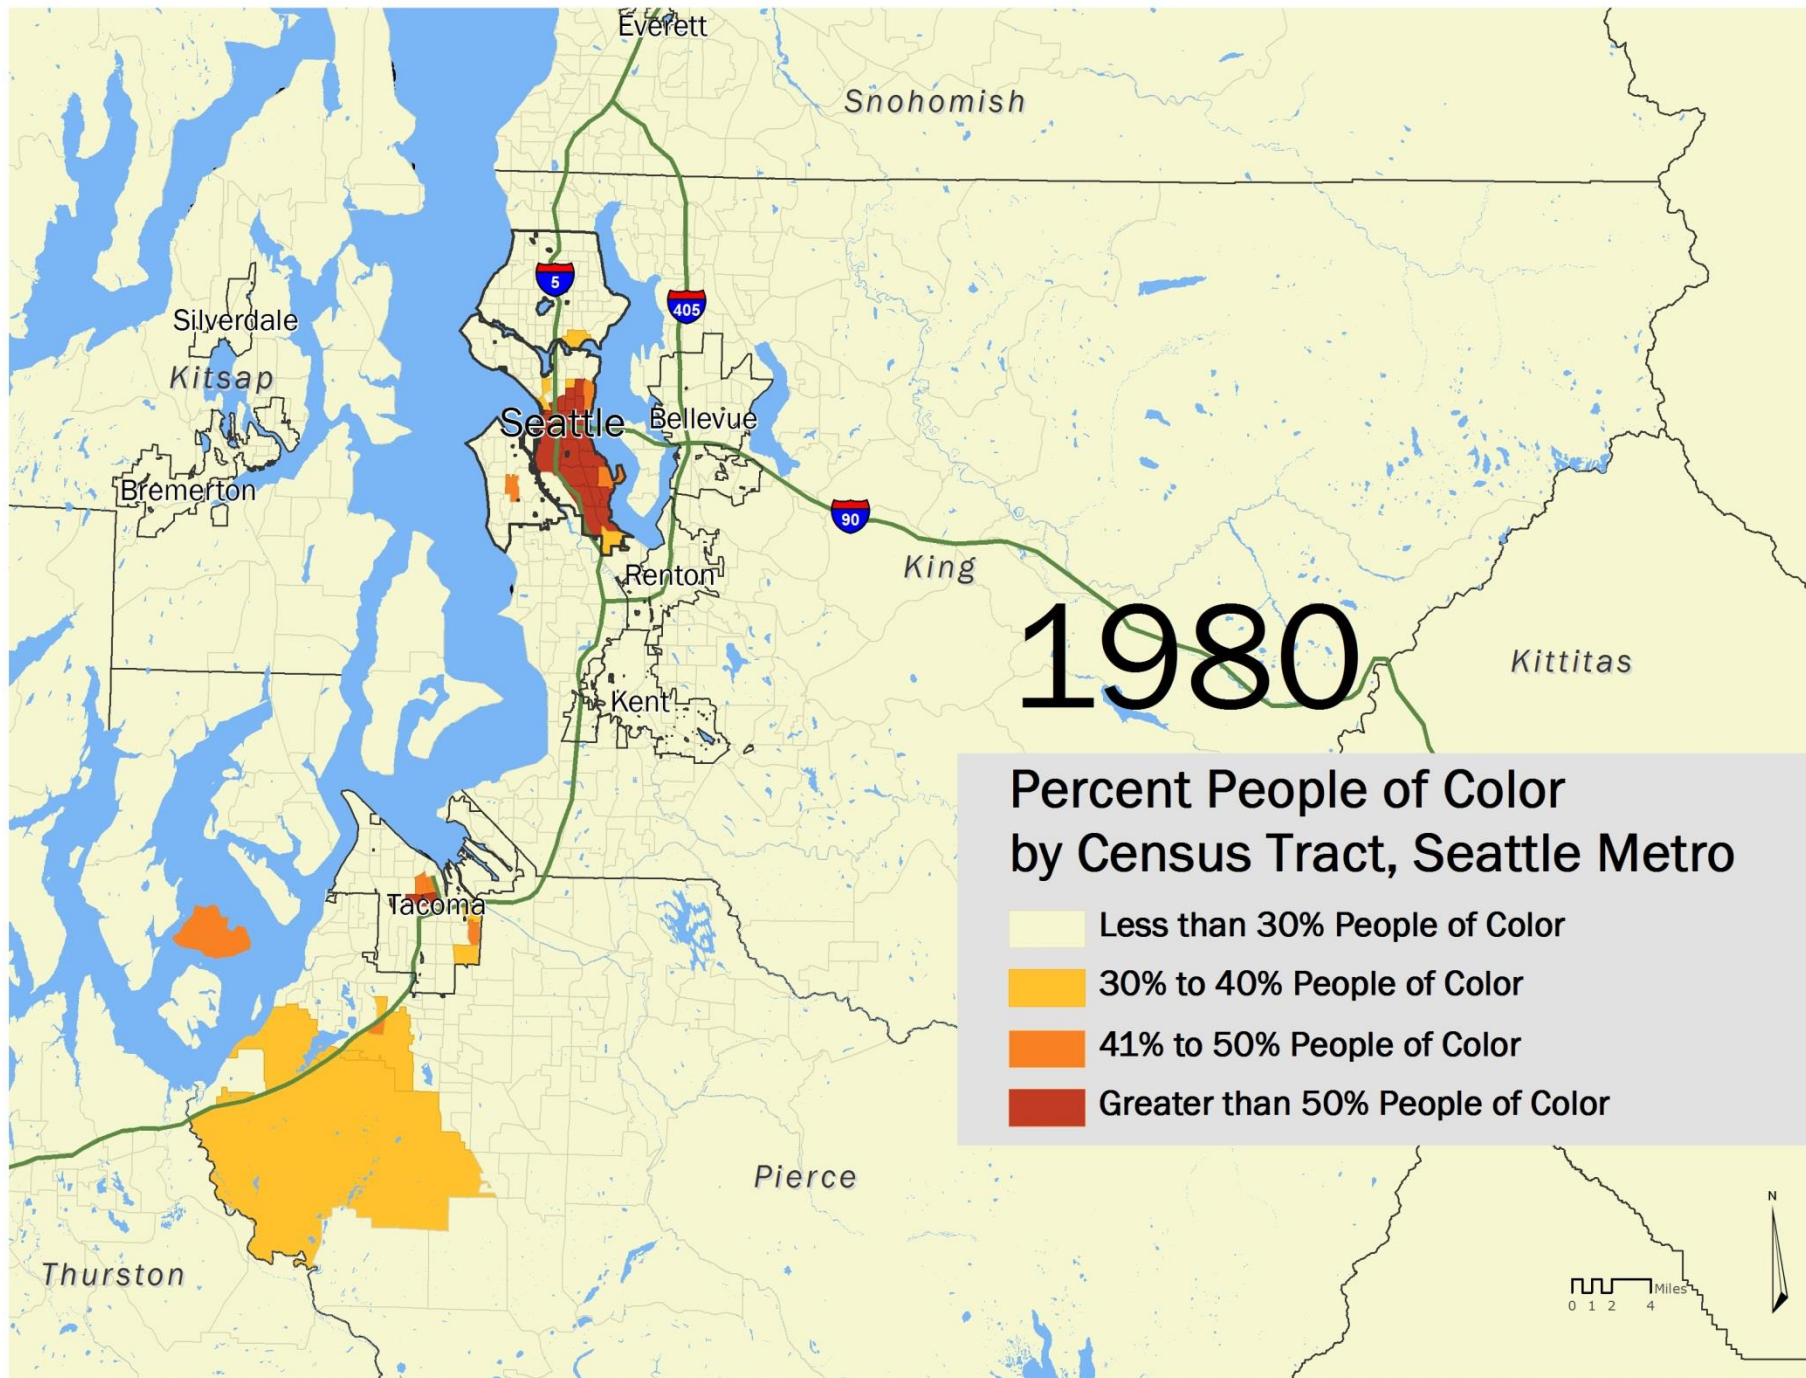 Everett
Snohomish
5
405
Silverdale
Kitsap
Seattle
Bellevue
Bremerton
90
King
Renton
1980
Kittitas
Kent
Percent People of Color
by Census Tract, Seattle Metro
Tacoma
Less than 30% People of Color
30% to 40% People of Color
41% to 50% People of Color
Greater than 50% People of Color
Pierce
N
Thurston
Miles
0 1 2 4